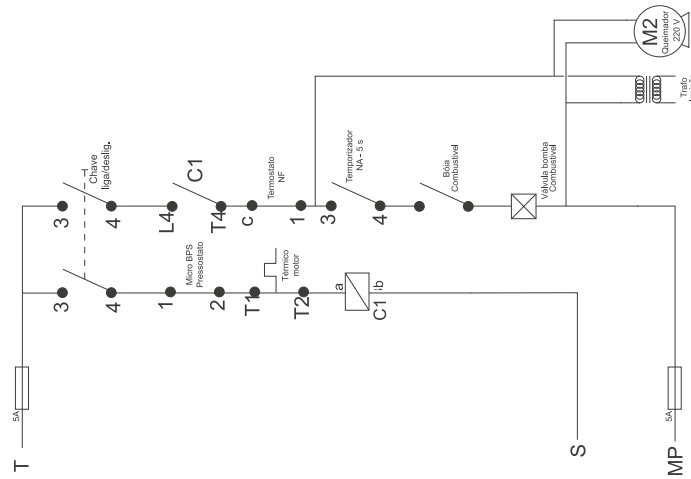 M2
Queimador
220 V
Trafo
Chave
liga/deslig.
C1
3
4
L4
T4
c
Termostato
NF
1
3
Temporizador
NA - 5 s
4
Bóia
Combustivel
Válvula bomba
Combustivel
3
4
1
Micro BPS
Pressostato
2
T1
Térmico
motor
T2
a
b
C1
5A
T
S
5A
MP